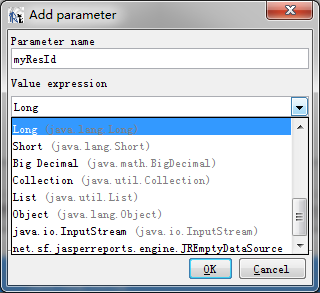 Add parameter
Parameter name
myResId
Value expression
Long
Long (java.lang.Long)
Short (java.lang.Short)
Big Decimal (java.math.BigDecimal)
Collection (java.util.Collection)
List (java.util.List)
Object (java.lang.Object)
java.io.InputStream (java.io.InputStream)
net.sf.jasperreports.engine.JREmptyDataSource
OK Cancel